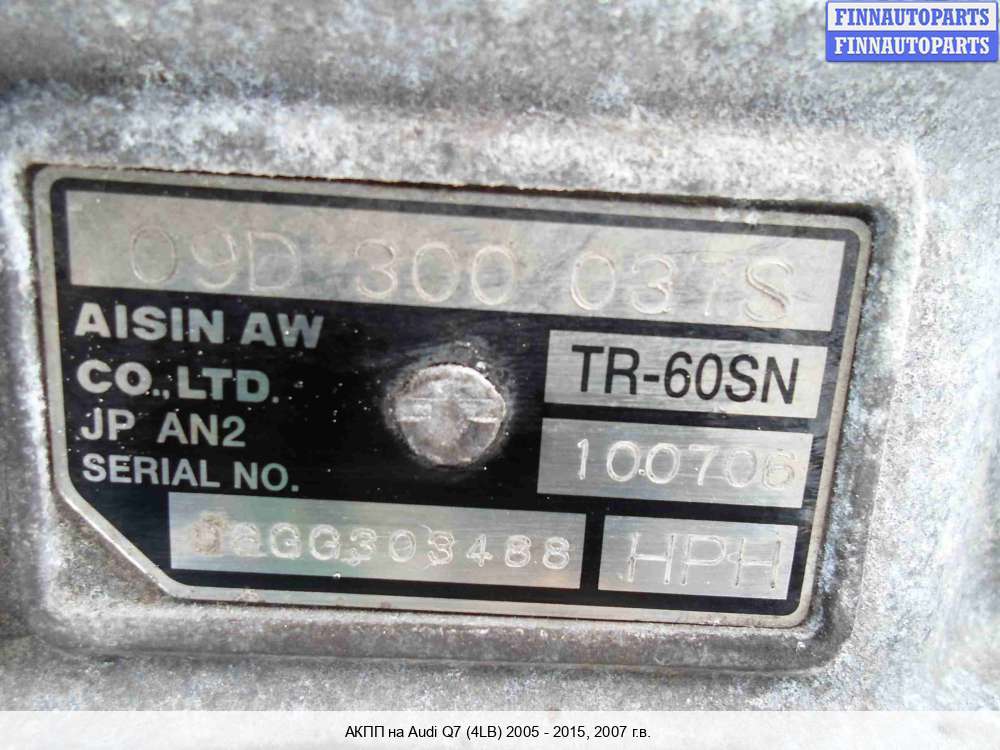 FINNAUTOPARTS
FINNAUTOPARTS
09D 300 037S
AISIN AW
CO.,LTD.
TR-60SN
JP AN2
100706
SERIAL NO.
HPH
АКПП на Audi Q7 (4LB) 2005 - 2015, 2007 г.в.